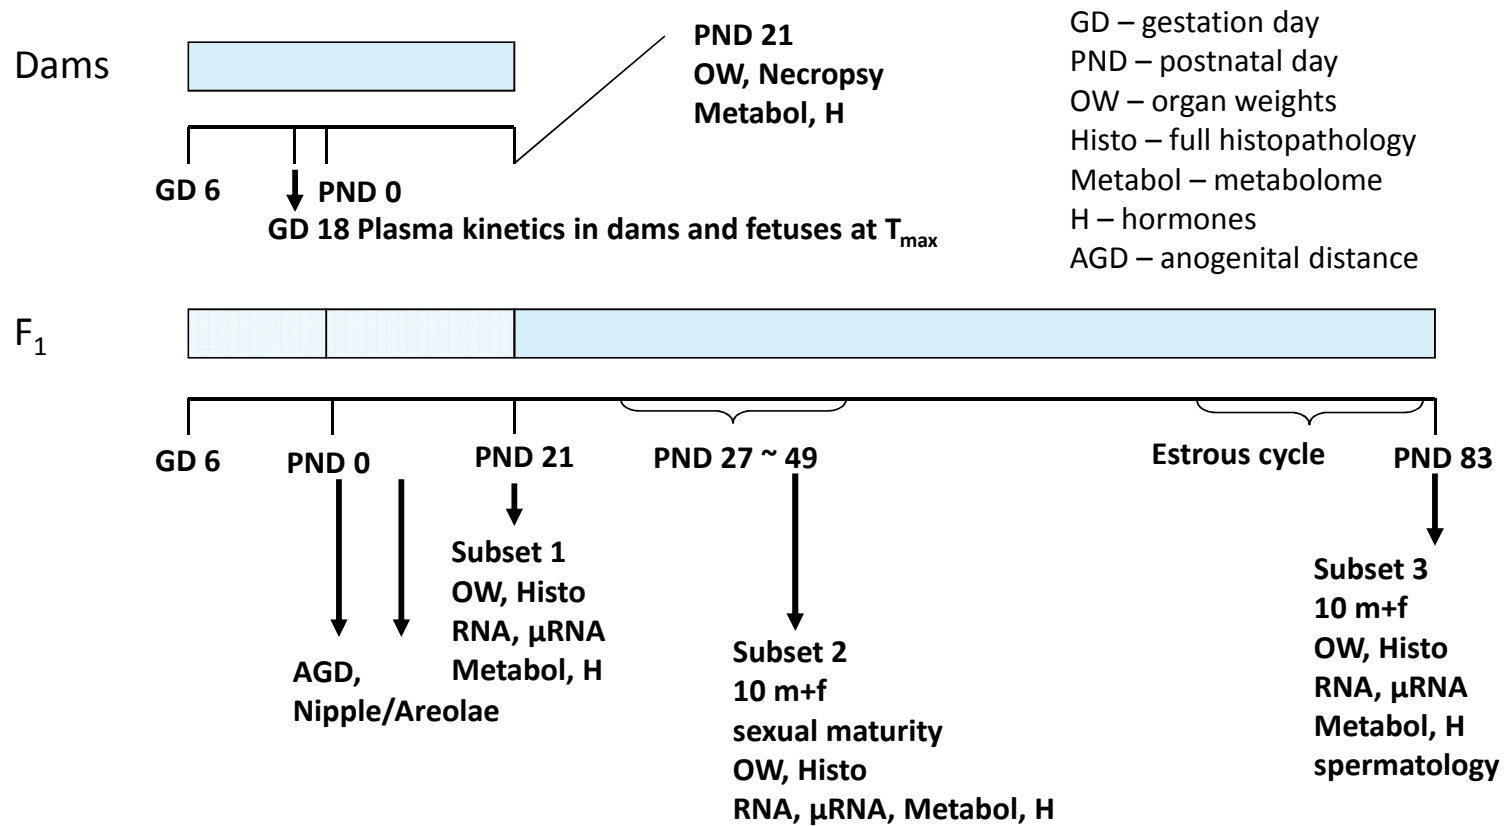 Dams
PND 21
OW, Necropsy
Metabol, H
GD – gestation day
PND – postnatal day
OW – organ weights
Histo – full histopathology
Metabol – metabolome
H – hormones
AGD – anogenital distance
GD 6
PND 0
GD 18 Plasma kinetics in dams and fetuses at Tmax
F1
GD 6
PND 0
PND 21
PND 27 ~ 49
Estrous cycle
PND 83
AGD,
Nipple/Areolae
Subset 1
OW, Histo
RNA, µRNA
Metabol, H
Subset 2
10 m+f
sexual maturity
OW, Histo
RNA, µRNA, Metabol, H
Subset 3
10 m+f
OW, Histo
RNA, µRNA
Metabol, H
spermatology